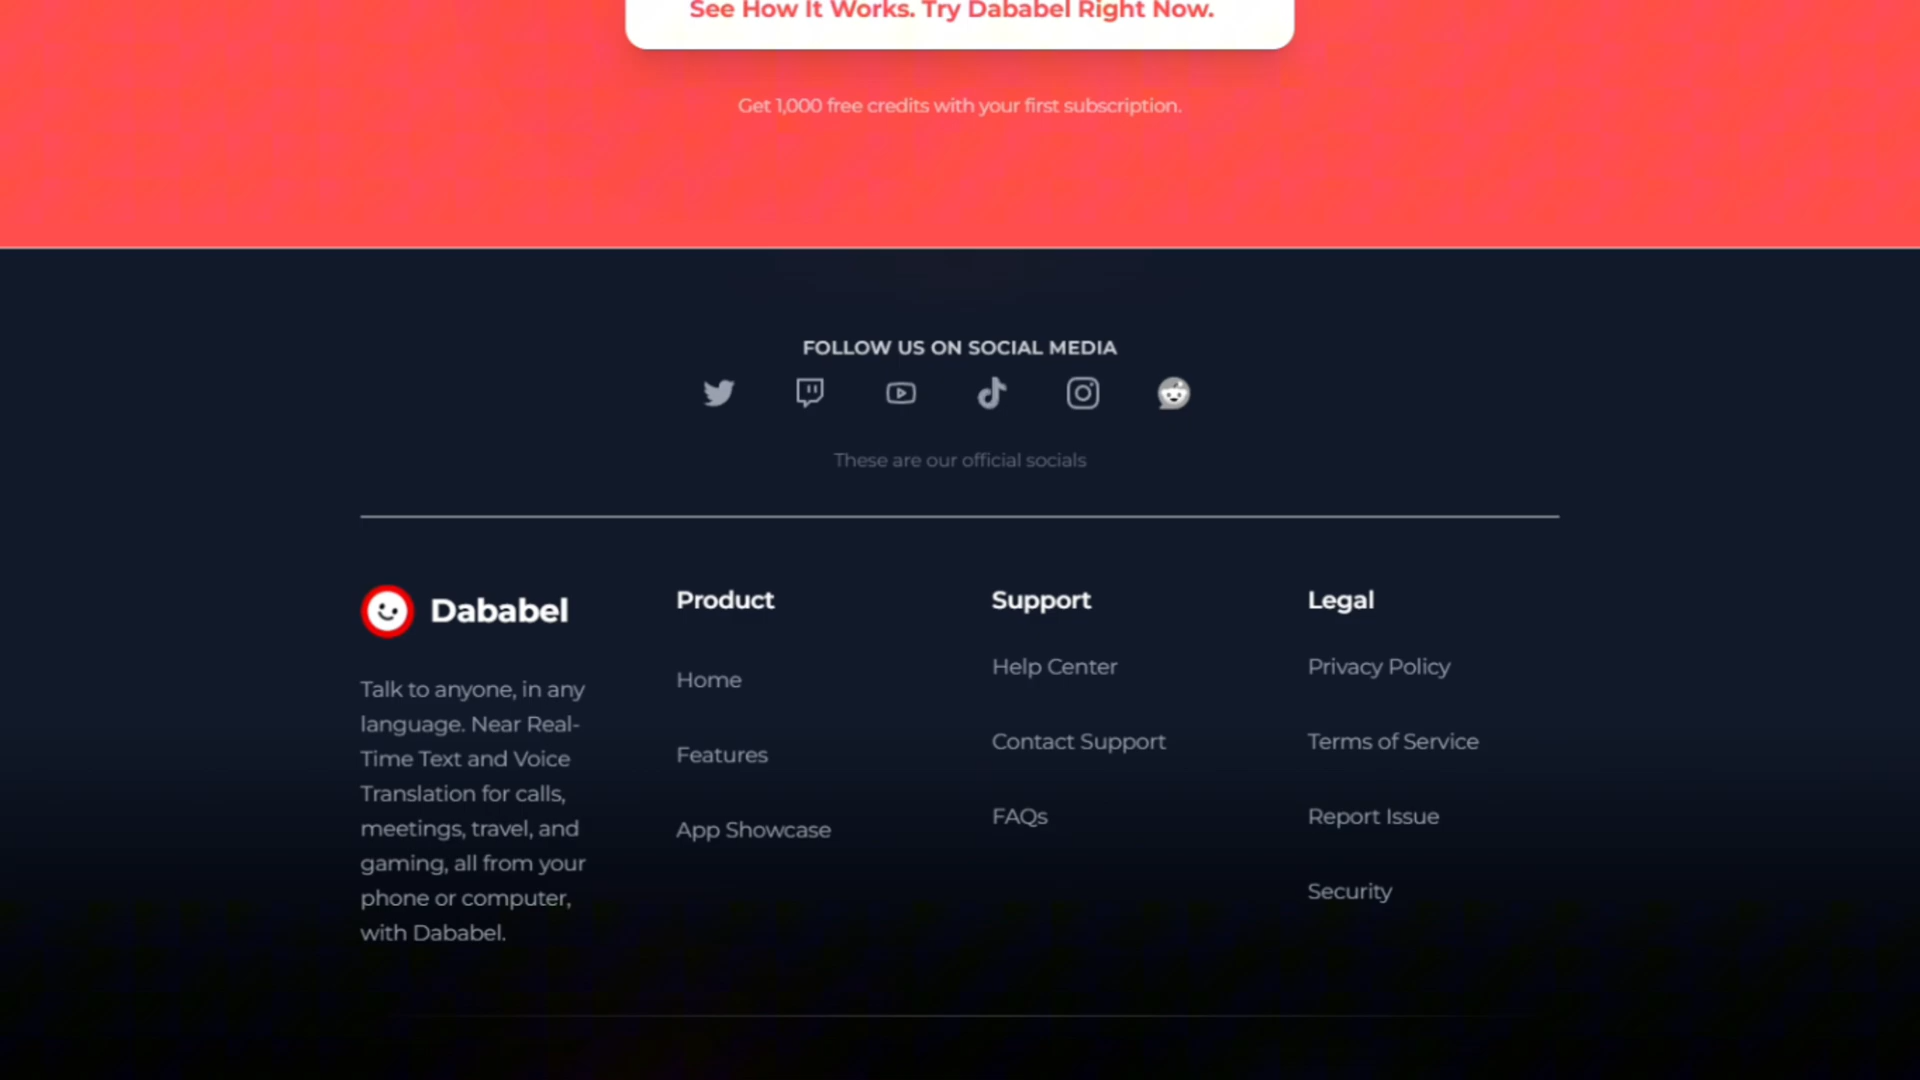 See How It Works. Try Dababel Right Now.
Get 1,000 free credits with your first subscription.
FOLLOW US ON SOCIAL MEDIA
These are our official socials
Dababel
Talk to anyone, in any
language. Near Real-
Time Text and Voice
Translation for calls,
meetings, travel, and
gaming, all from your
phone or computer,
with Dababel.
Product
Home
Features
App Showcase
Support
Help Center
Contact Support
FAQs
Legal
Privacy Policy
Terms of Service
Report Issue
Security